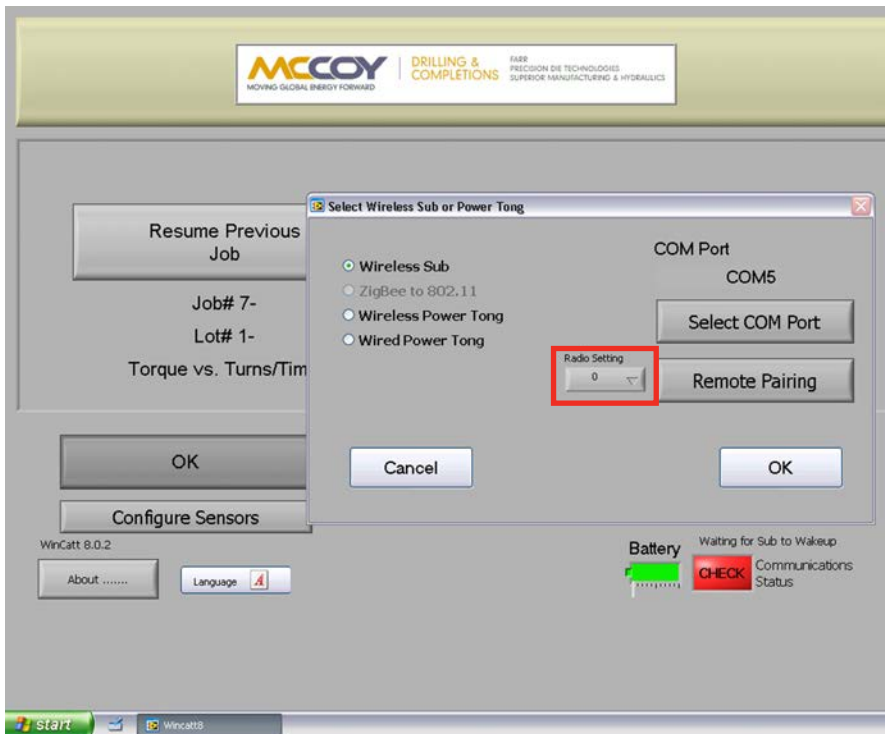 MCCOY
MOVING GLOBAL ENERGY FORWARD
DRILLING &
COMPLETIONS
FARR
PRECISION DIE TECHNOLOGIES
SUPERIOR MANUFACTURING & HYDRAULICS
Select Wireless Sub or Power Tong
Resume Previous
Job
Job# 7-
Lot# 1-
Torque vs. Turns/Tim
Wireless Sub
ZigBee to 802.11
Wireless Power Tong
Wired Power Tong
COM Port
COM5
Select COM Port
Radio Setting
0
Remote Pairing
Cancel
OK
OK
Configure Sensors
WinCatt 8.0.2
About .......
Language A
Battery
Waiting for Sub to Wakeup
CHECK
Communications
Status
start
Wincatt8